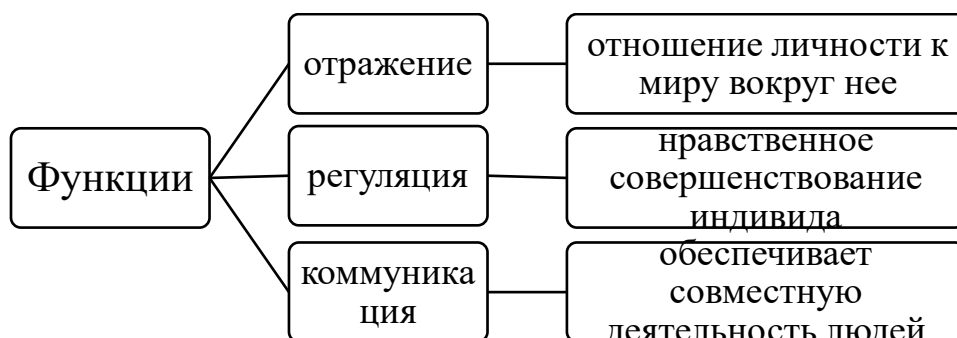 Функции
отражение
отношение личности к
миру вокруг нее
регуляция
нравственное
совершенствование
индивида
коммуника
ция
обеспечивает
совместную
деятельность людей